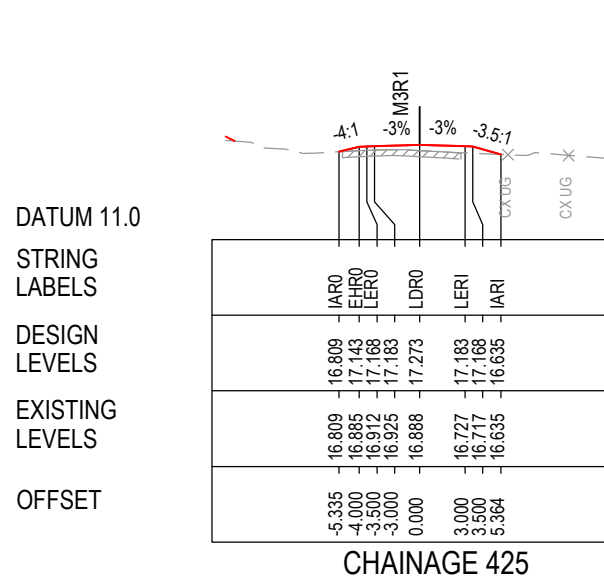 M3R1
-4:1 -3% -3% -3.5:1
CX UG CX UG
DATUM 11.0
STRING
LABELS
IAR0 EHR0 LER0 LDR0 LERI IARI
DESIGN
LEVELS
16.809 17.143 17.168 17.183 17.273 17.183 17.168 16.635
EXISTING
LEVELS
16.809 16.885 16.912 16.925 16.888 16.727 16.717 16.635
OFFSET
-5.335 -4.000 -3.500 -3.000 0.000 3.000 3.500 5.364
CHAINAGE 425